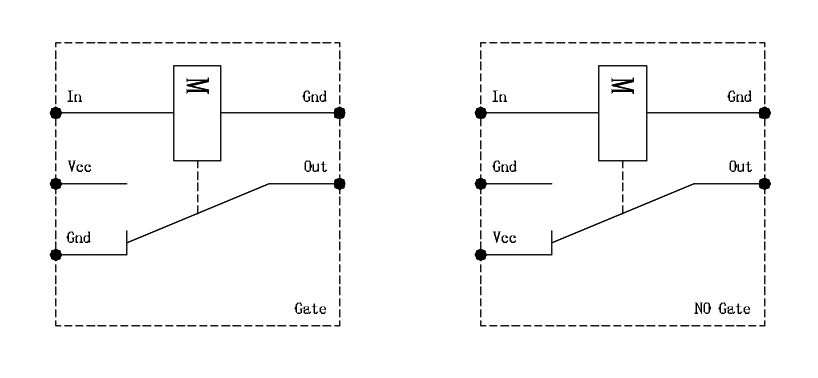 In
M
Gnd
Vcc
Out
Gnd
Gate
In
M
Gnd
Gnd
Out
Vcc
NO Gate